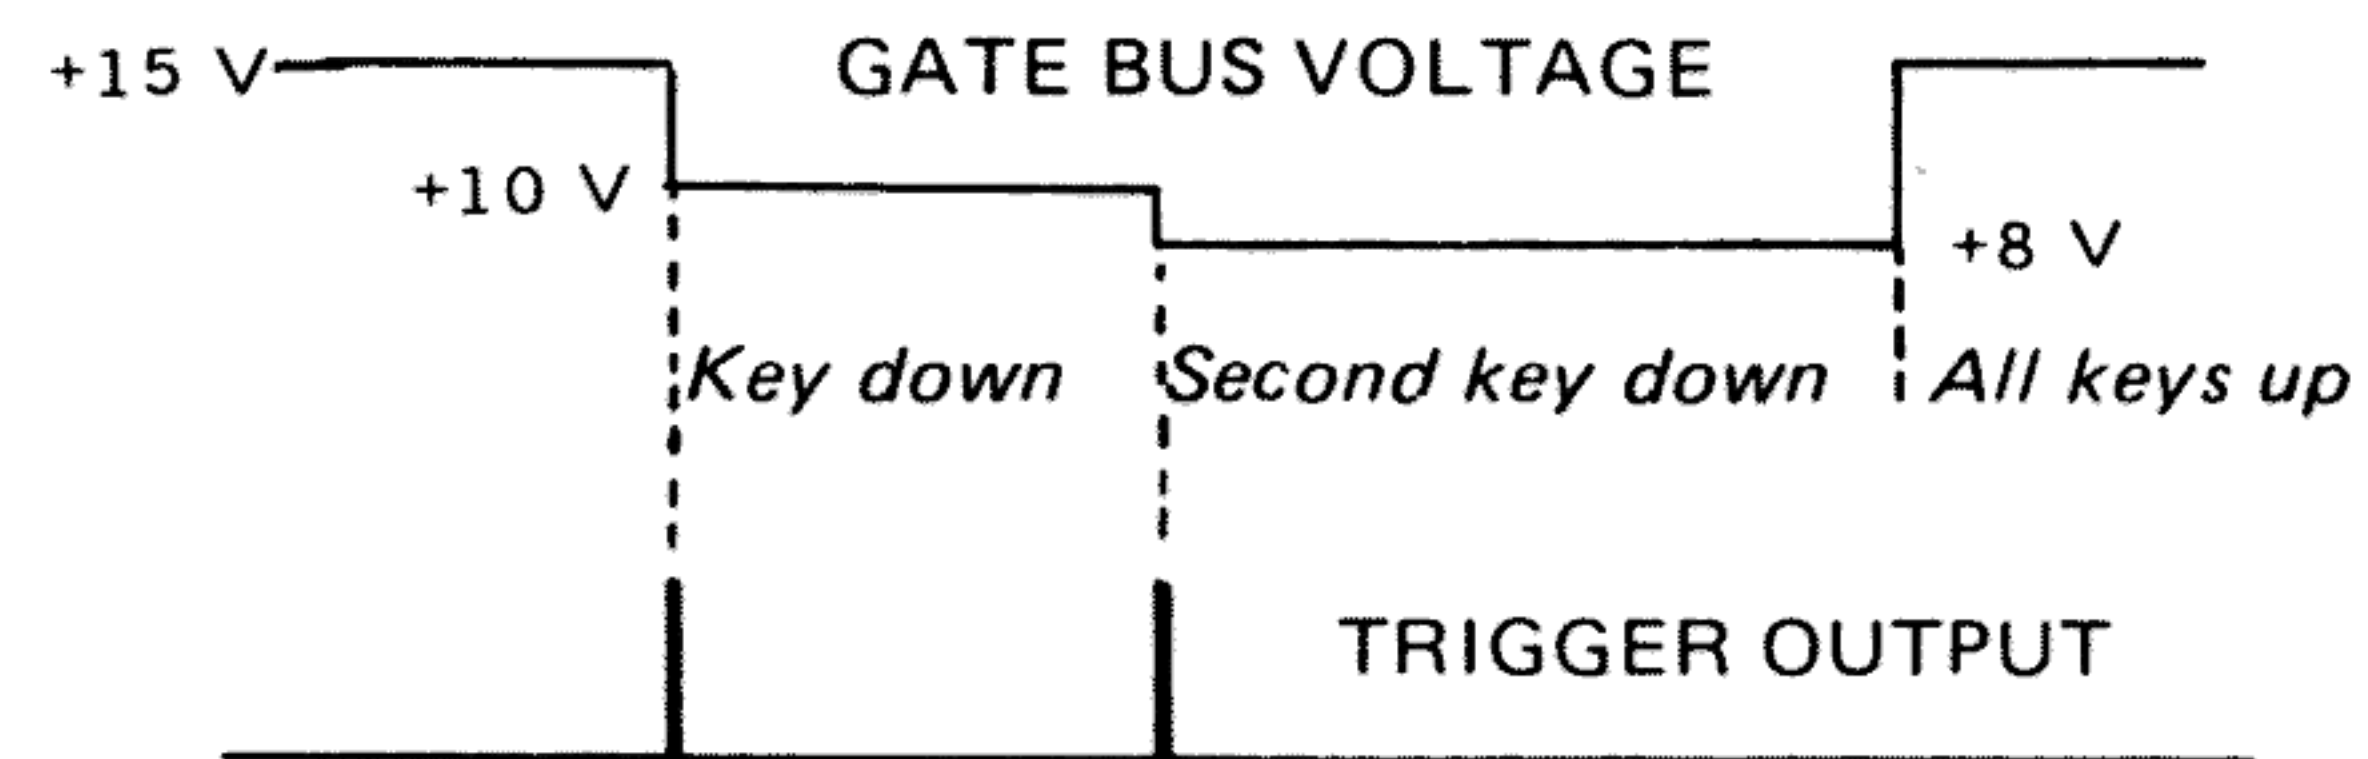 +15 V
GATE BUS VOLTAGE
+10 V
+8 V
Key down
Second key down
All keys up
TRIGGER OUTPUT